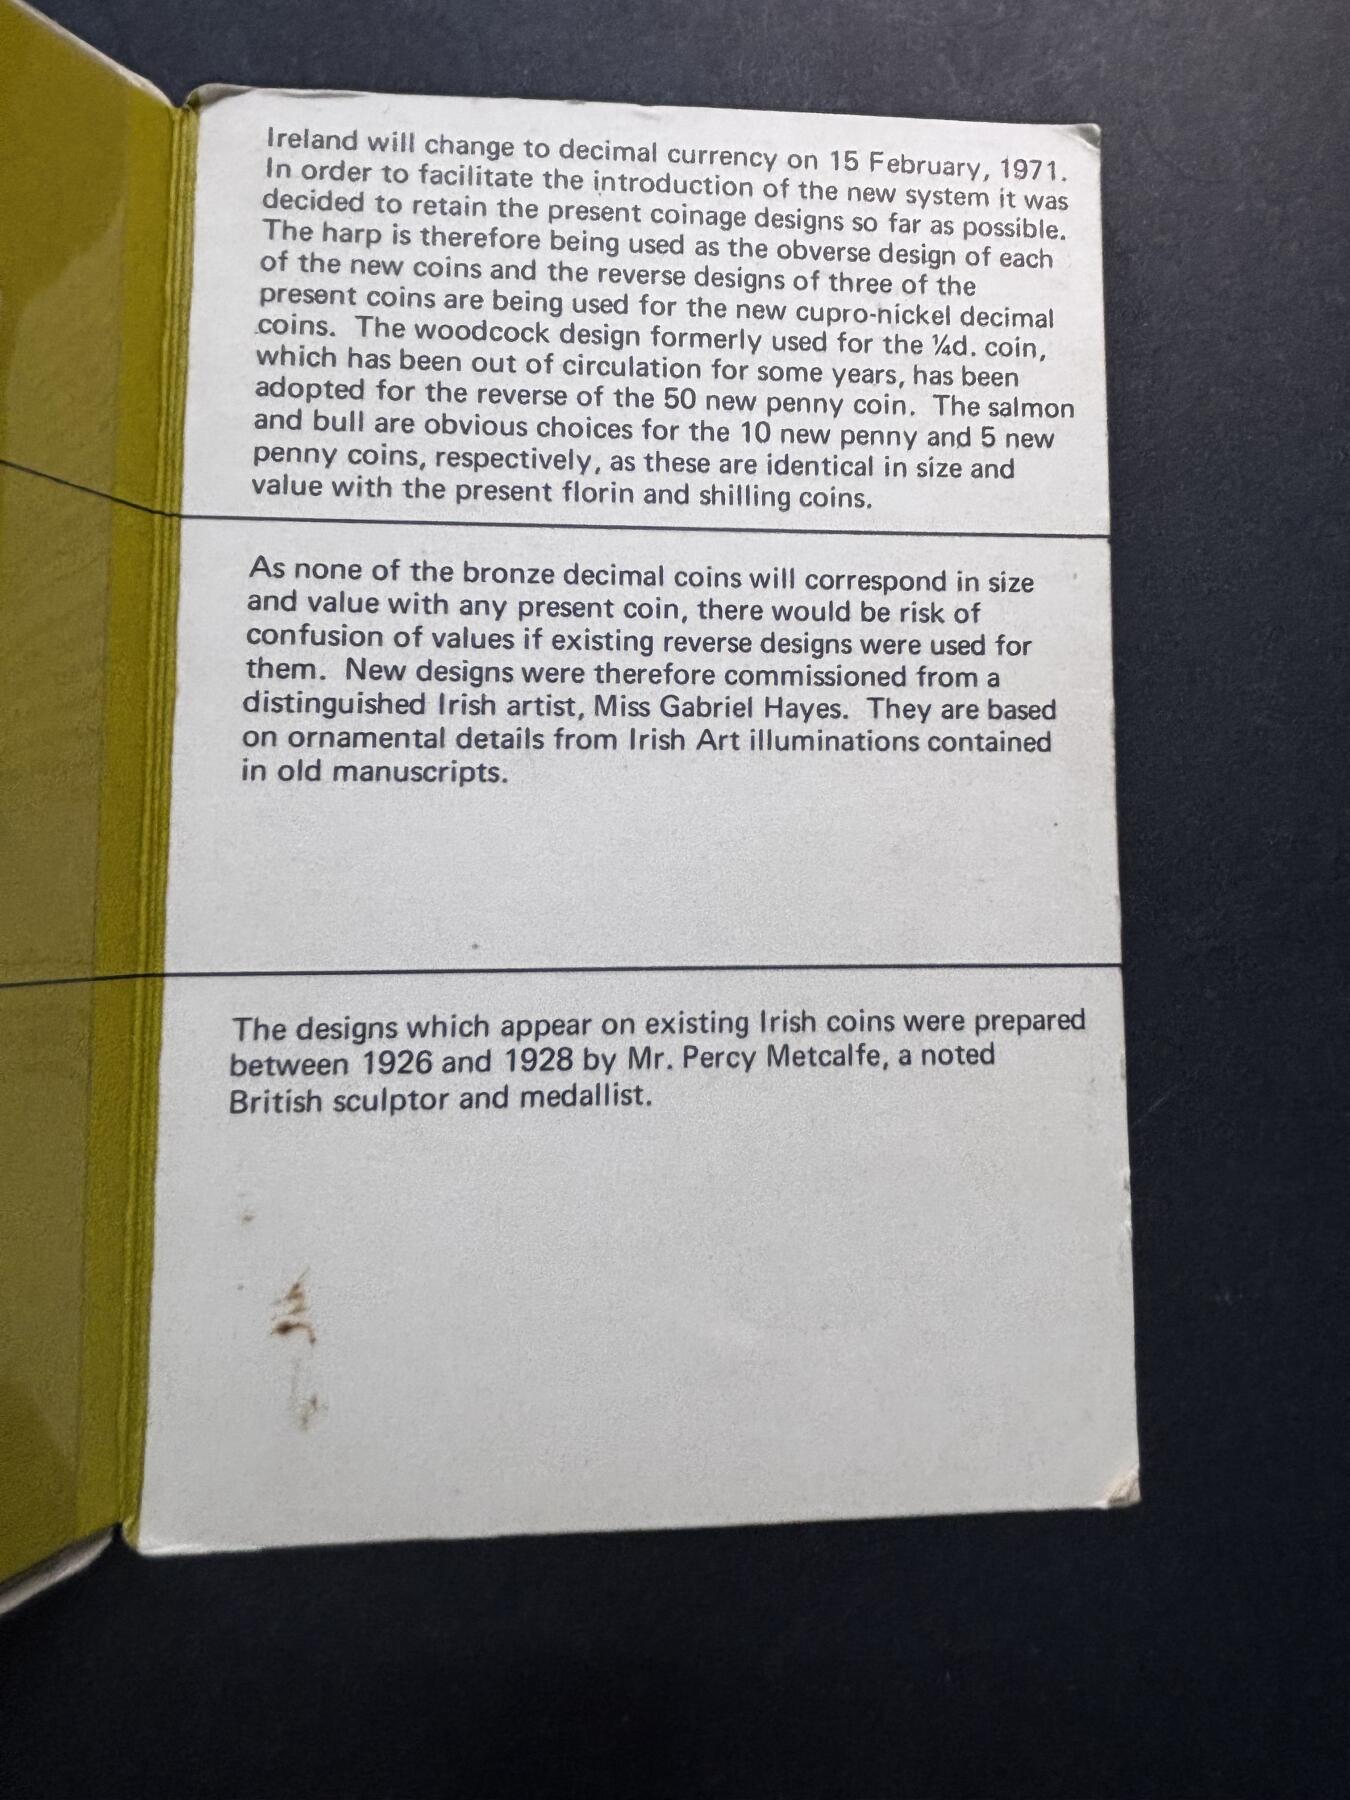 Ireland will change to decimal currency on 15 February, 1971.
In order to facilitate the introduction of the new system it was
decided to retain the present coinage designs so far as possible.
The harp is therefore being used as the obverse design of each
of the new coins and the reverse designs of three of the
present coins are being used for the new cupro-nickel decimal
coins. The woodcock design formerly used for the ¼d. coin,
which has been out of circulation for some years, has been
adopted for the reverse of the 50 new penny coin. The salmon
and bull are obvious choices for the 10 new penny and 5 new
penny coins, respectively, as these are identical in size and
value with the present florin and shilling coins.
As none of the bronze decimal coins will correspond in size
and value with any present coin, there would be risk of
confusion of values if existing reverse designs were used for
them. New designs were therefore commissioned from a
distinguished Irish artist, Miss Gabriel Hayes. They are based
on ornamental details from Irish Art illuminations contained
in old manuscripts.
The designs which appear on existing Irish coins were prepared
between 1926 and 1928 by Mr. Percy Metcalfe, a noted
British sculptor and medallist.